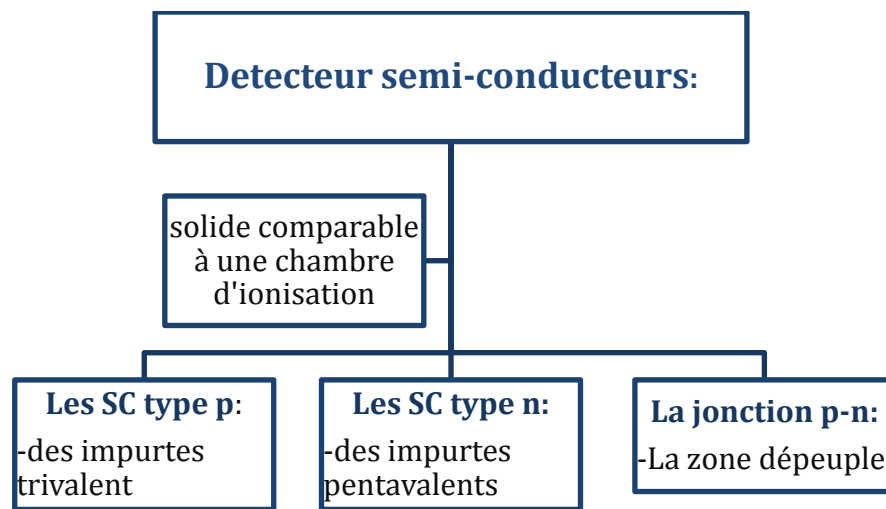 Detecteur semi-conducteurs:
solide comparable
à une chambre
d'ionisation
Les SC type p:
-des impurtes
trivalent
Les SC type n:
-des impurtes
pentavalents
La jonction p-n:
-La zone dépeuple